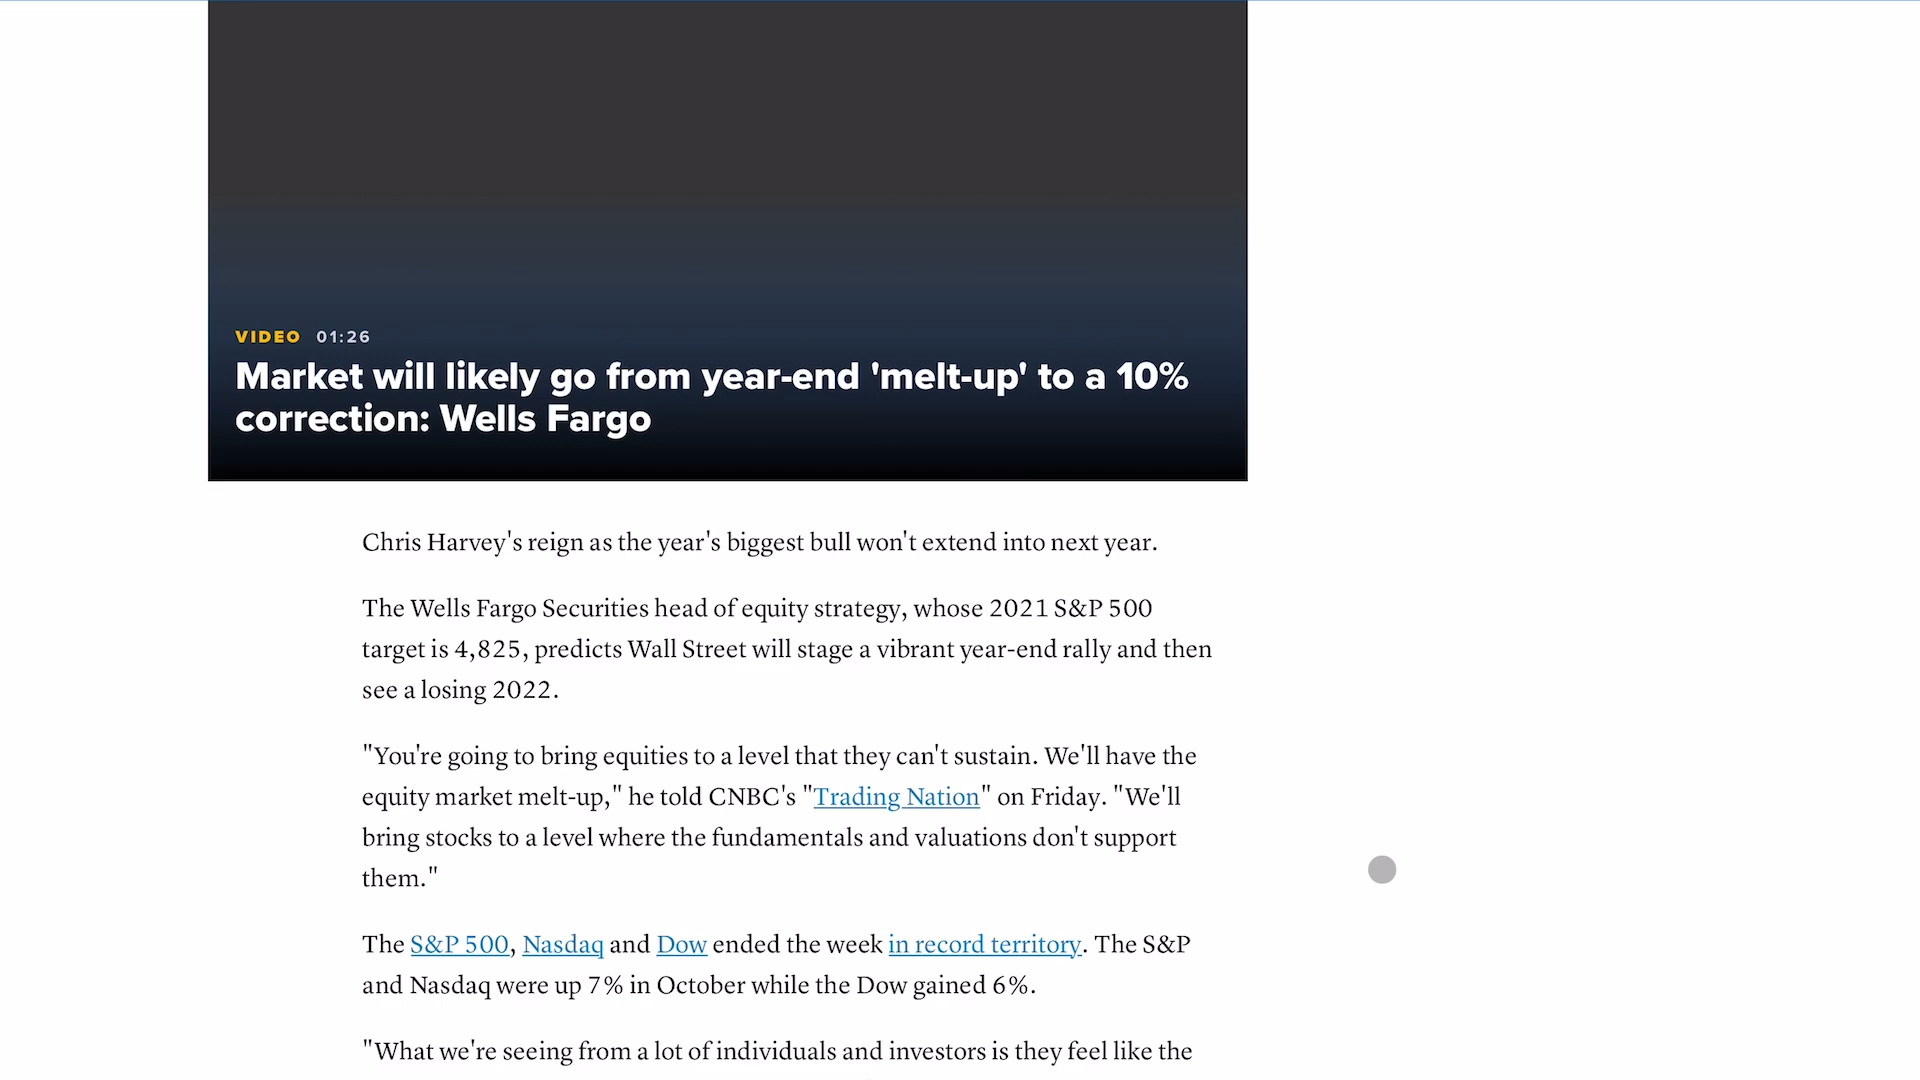 VIDEO 01:26
Market will likely go from year-end 'melt-up' to a 10%
correction: Wells Fargo
Chris Harvey's reign as the year's biggest bull won't extend into next year.
The Wells Fargo Securities head of equity strategy, whose 2021 S&P 500
target is 4,825, predicts Wall Street will stage a vibrant year-end rally and then
see a losing 2022.
"You're going to bring equities to a level that they can't sustain. We'll have the
equity market melt-up," he told CNBC's "Trading Nation" on Friday. "We'll
bring stocks to a level where the fundamentals and valuations don't support
them."
The S&P 500, Nasdaq and Dow ended the week in record territory. The S&P
and Nasdaq were up 7% in October while the Dow gained 6%.
"What we're seeing from a lot of individuals and investors is they feel like the